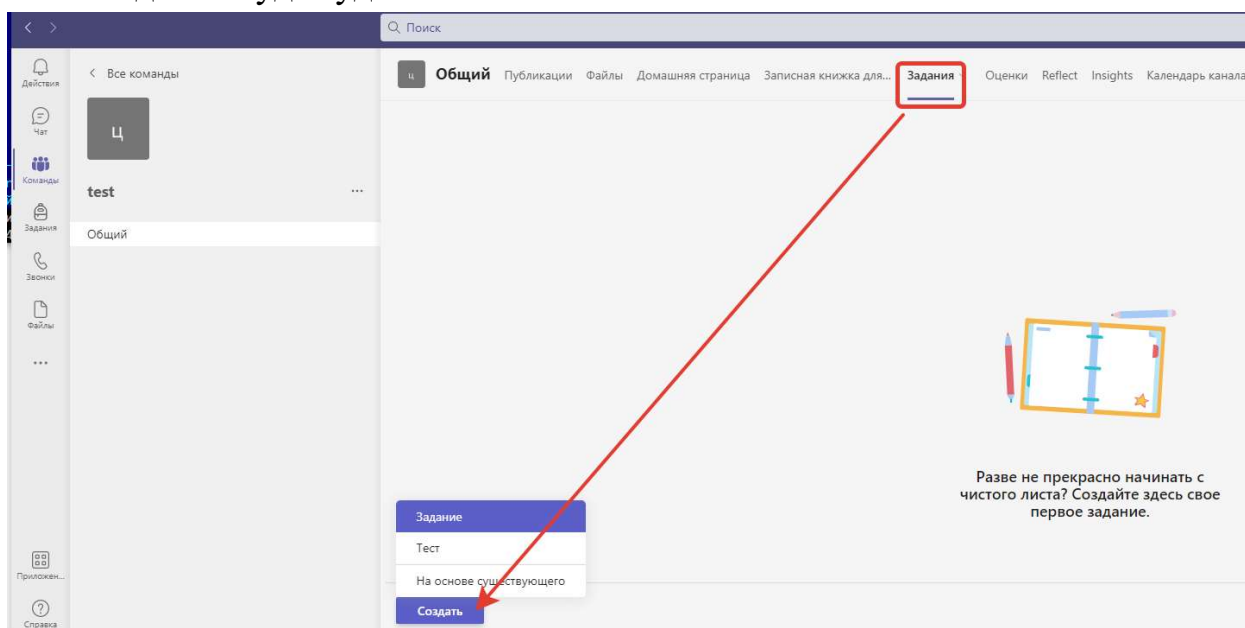 Поиск
Действия
Чат
Команды
Задания
Звонки
Файлы
Приложен...
Справка
Все команды
ц
test
Общий
ц Общий Публикации Файлы Домашняя страница Записная книжка для... Задания Оценки Reflect Insights Календарь канала
Разве не прекрасно начинать с
чистого листа? Создайте здесь свое
первое задание.
Задание
Тест
На основе существующего
Создать